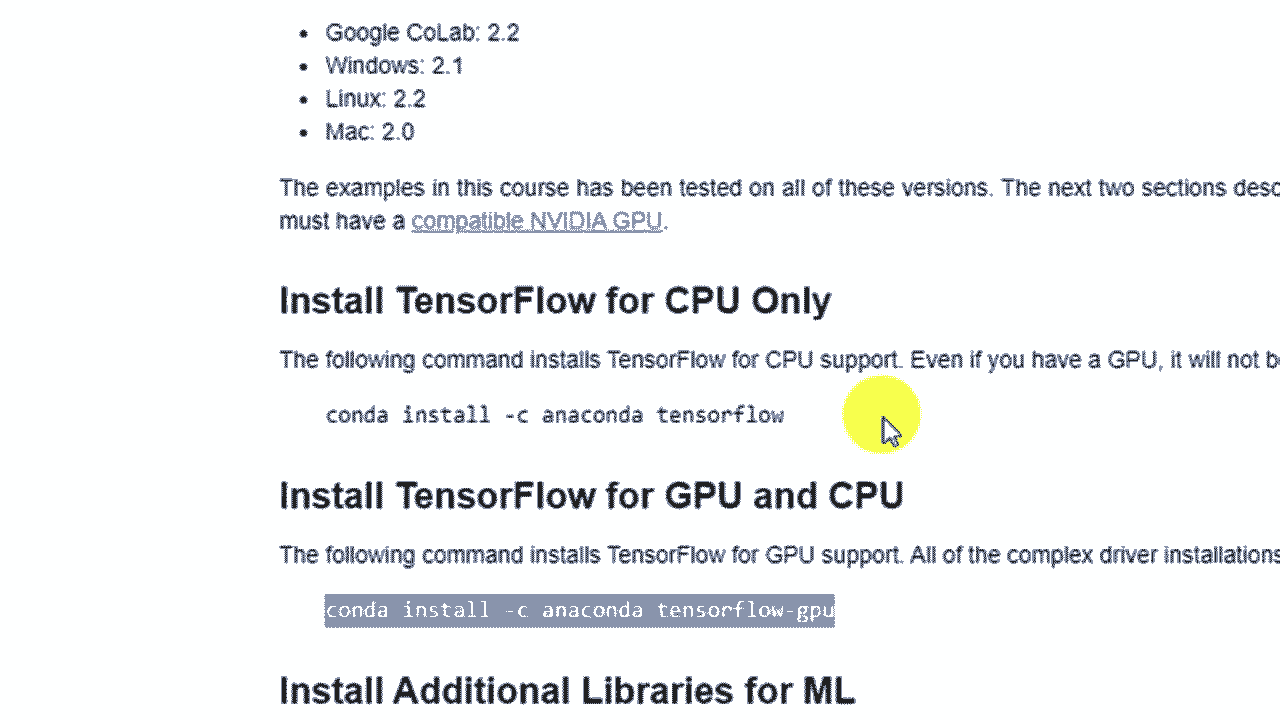 Google CoLab: 2.2
Windows: 2.1
Linux: 2.2
Mac: 2.0
The examples in this course has been tested on all of these versions. The next two sections desc
must have a compatible NVIDIA GPU.
Install TensorFlow for CPU Only
The following command installs TensorFlow for CPU support. Even if you have a GPU, it will not b
conda install -c anaconda tensorflow
Install TensorFlow for GPU and CPU
The following command installs TensorFlow for GPU support. All of the complex driver installations
conda install -c anaconda tensorflow-gpu
Install Additional Libraries for ML